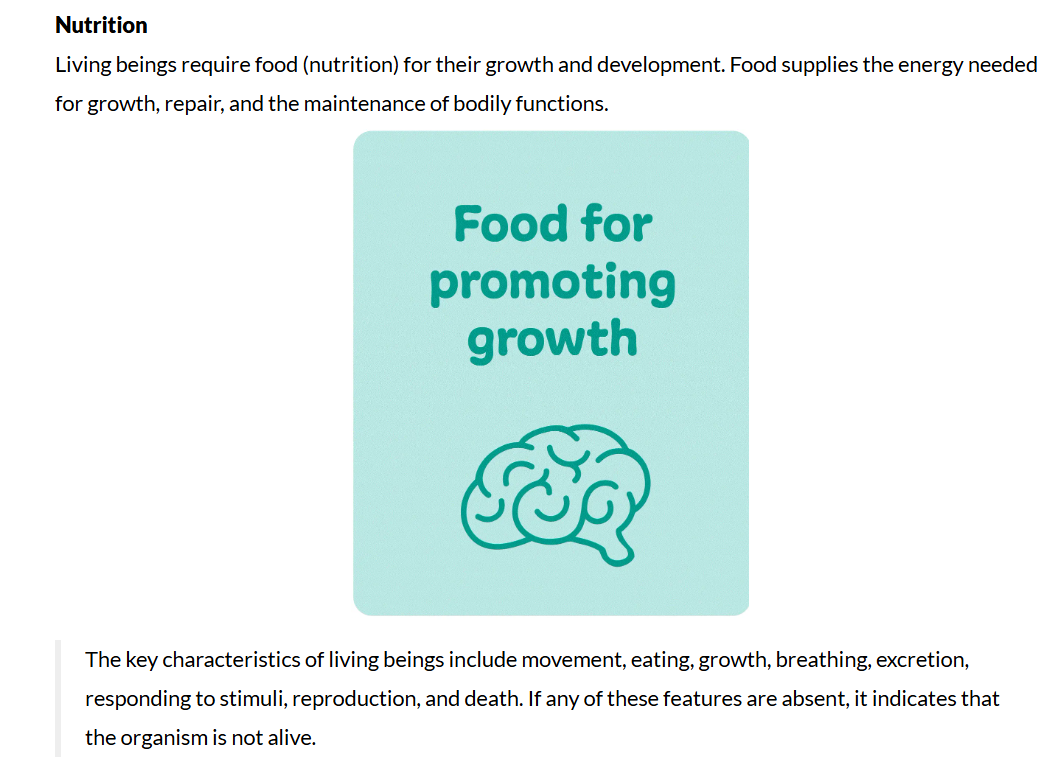 Nutrition
Living beings require food (nutrition) for their growth and development. Food supplies the energy needed
for growth, repair, and the maintenance of bodily functions.
Food for
promoting
growth
The key characteristics of living beings include movement, eating, growth, breathing, excretion,
responding to stimuli, reproduction, and death. If any of these features are absent, it indicates that
the organism is not alive.